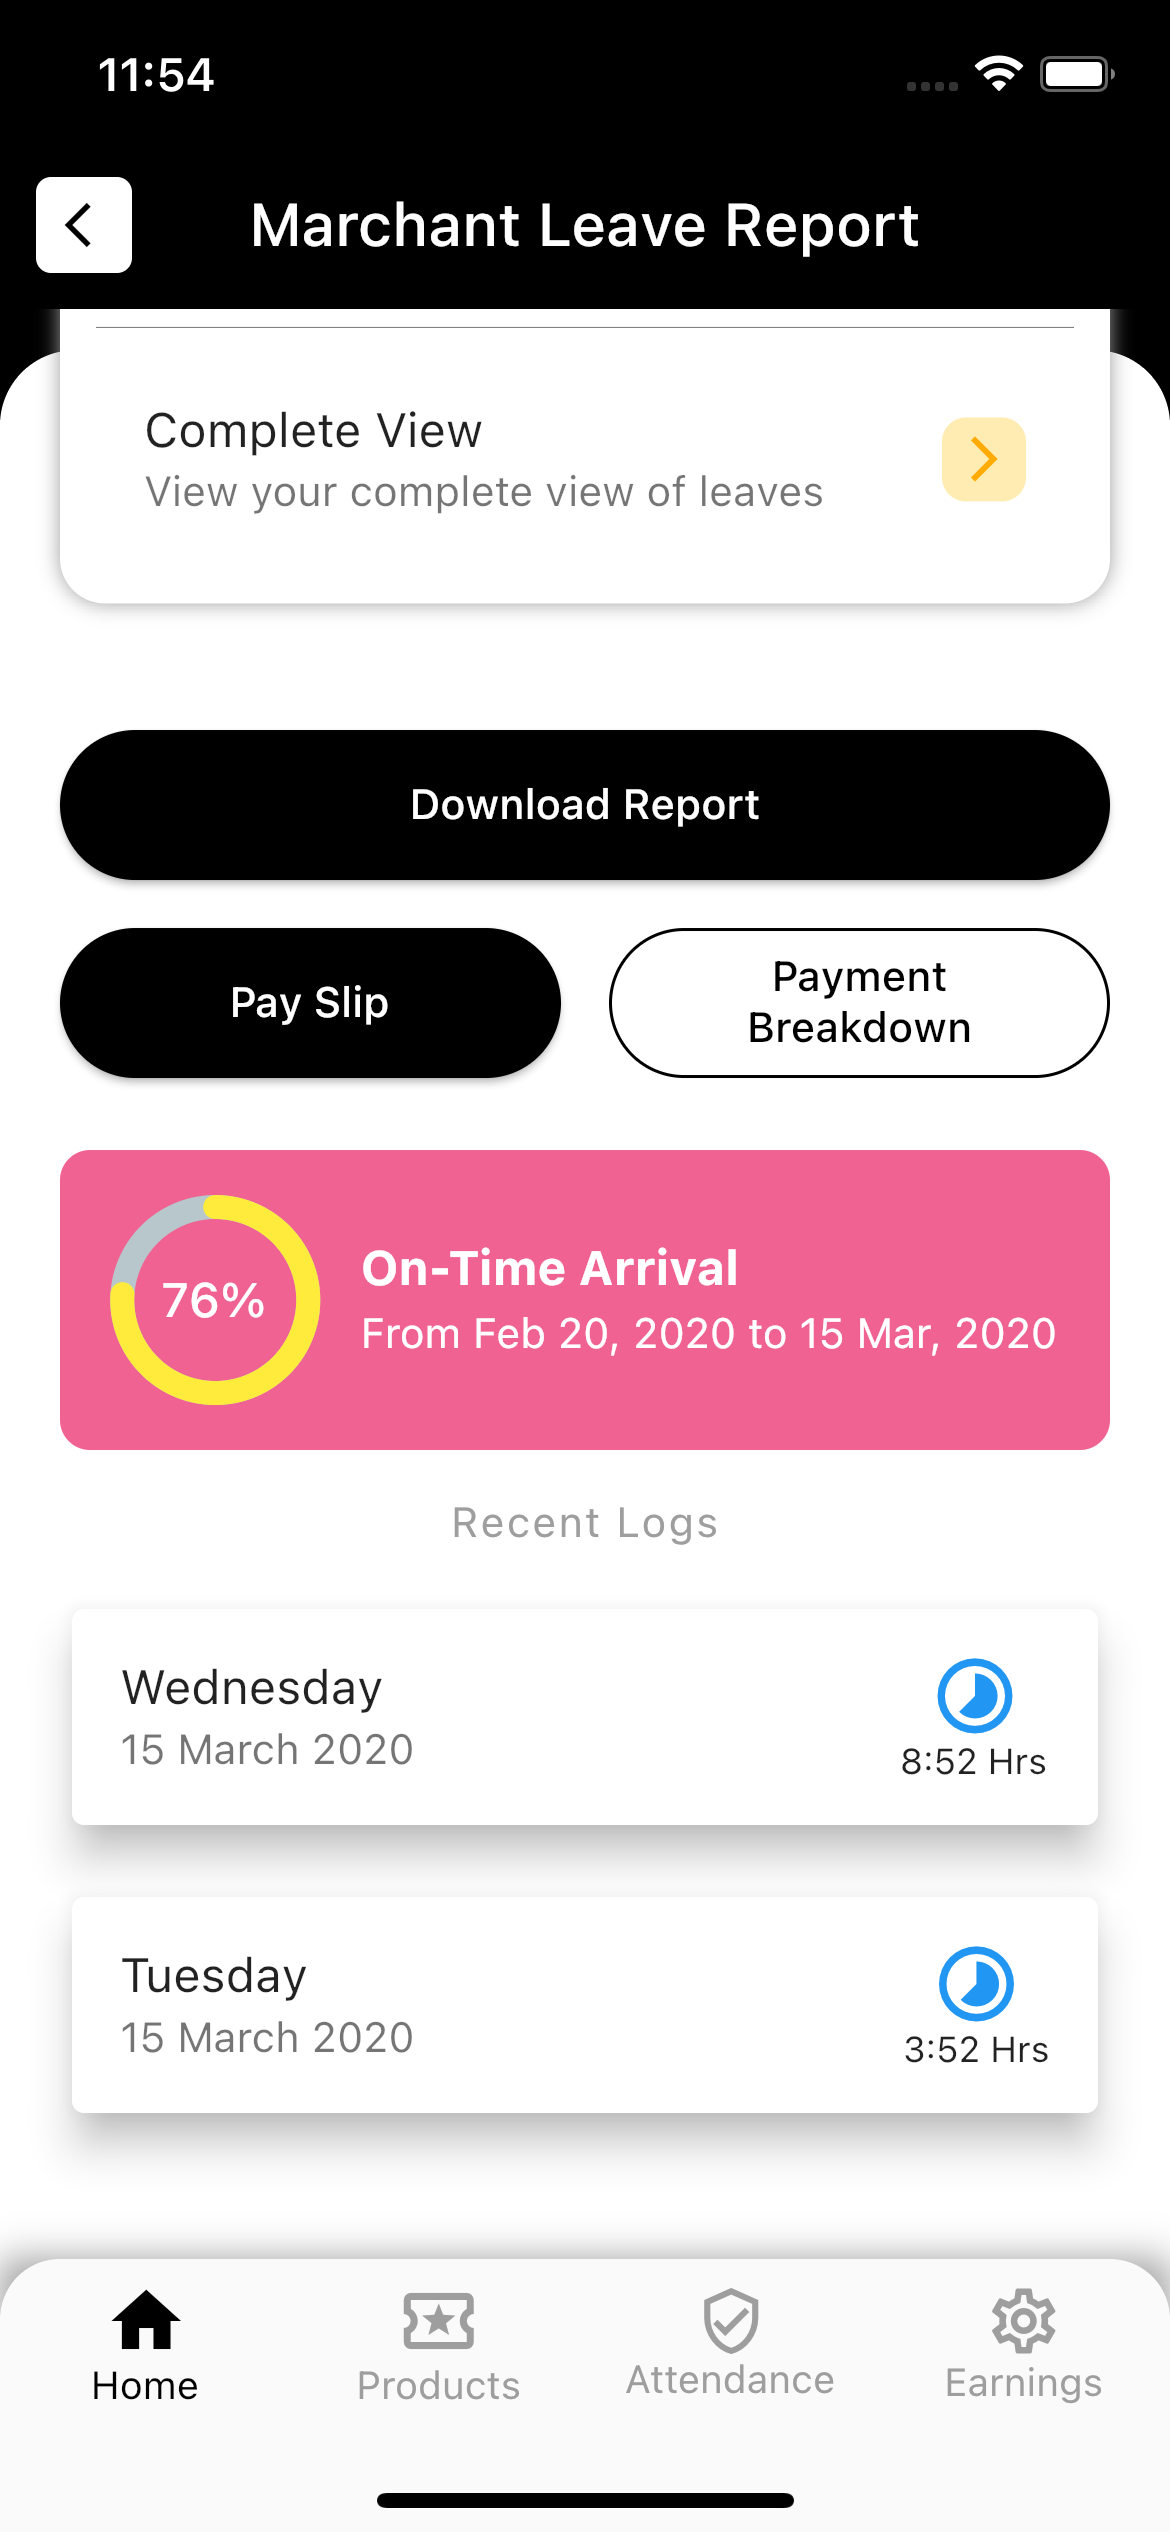 11:54
Marchant Leave Report
Complete View
View your complete view of leaves
Download Report
Pay Slip
Payment
Breakdown
76%
On-Time Arrival
From Feb 20, 2020 to 15 Mar, 2020
Recent Logs
Wednesday
15 March 2020
8:52 Hrs
Tuesday
15 March 2020
3:52 Hrs
Home
Products
Attendance
Earnings